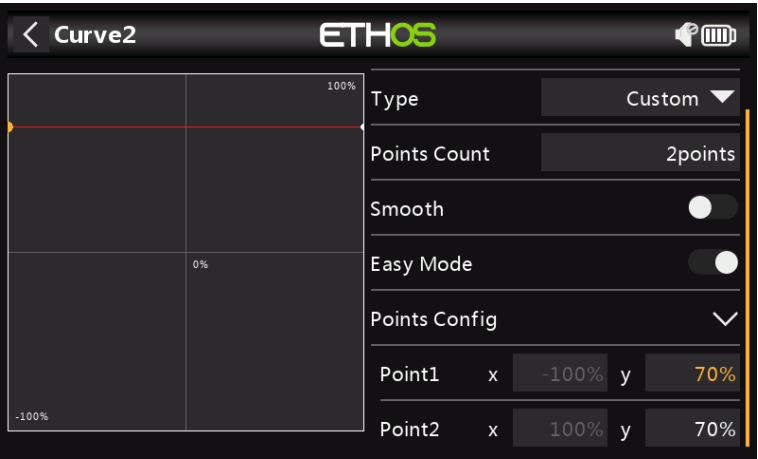 Curve2
ETHOS
100%
0%
-100%
Type Custom
Points Count 2points
Smooth
Easy Mode
Points Config
Point1 x -100% y 70%
Point2 x 100% y 70%